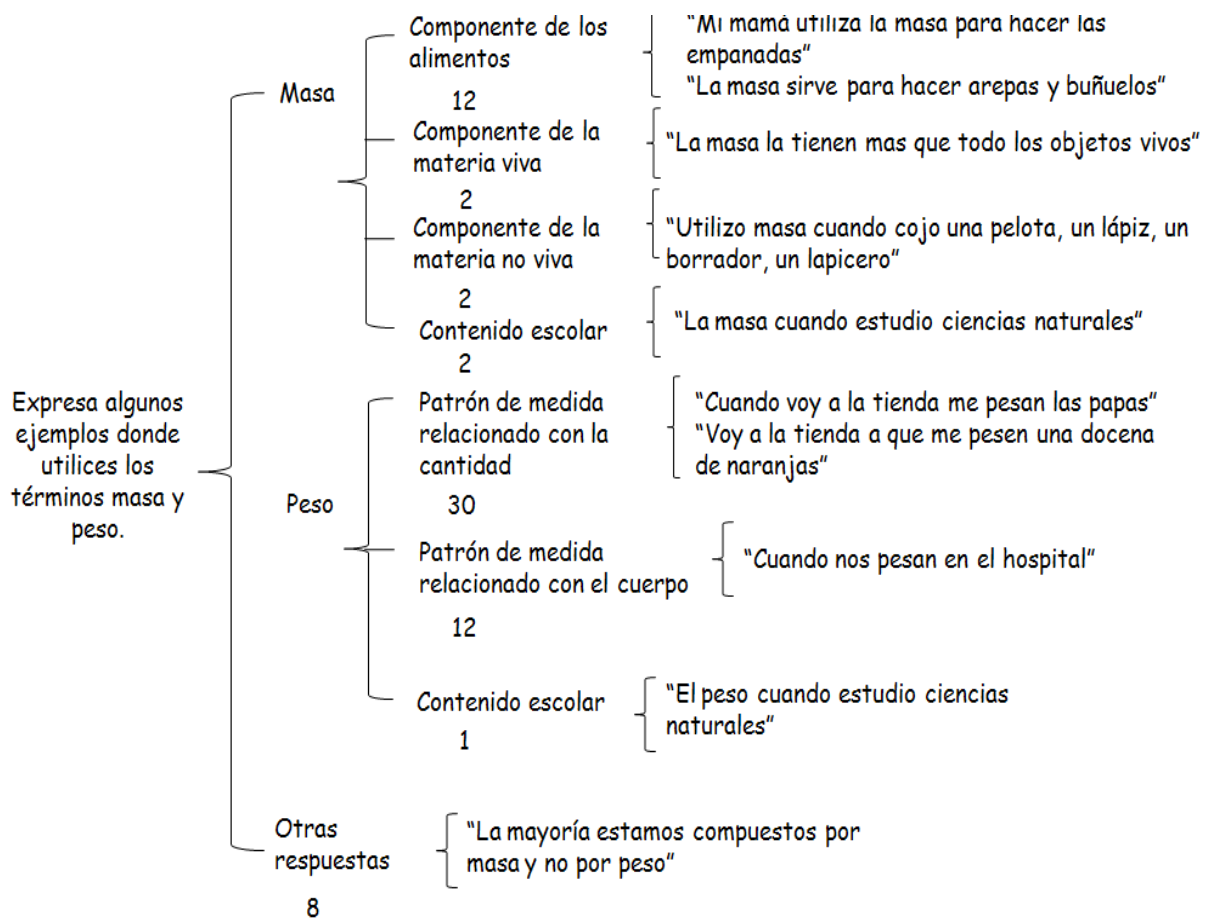 Expresa algunos
ejemplos donde
utilices los
términos masa y
peso.
Masa
Componente de los
alimentos
12
“Mi mamá utiliza la masa para hacer las
empanadas”
“La masa sirve para hacer arepas y buñuelos”
Componente de la
materia viva
2
“La masa la tienen mas que todo los objetos vivos”
Componente de la
materia no viva
2
“Utilizo masa cuando cojo una pelota, un lápiz, un
borrador, un lapicero”
Contenido escolar
2
“La masa cuando estudio ciencias naturales”
Peso
Patrón de medida
relacionado con la
cantidad
30
“Cuando voy a la tienda me pesan las papas”
“Voy a la tienda a que me pesen una docena
de naranjas”
Patrón de medida
relacionado con el cuerpo
12
“Cuando nos pesan en el hospital”
Contenido escolar
1
“El peso cuando estudio ciencias
naturales”
Otras
respuestas
8
“La mayoría estamos compuestos por
masa y no por peso”